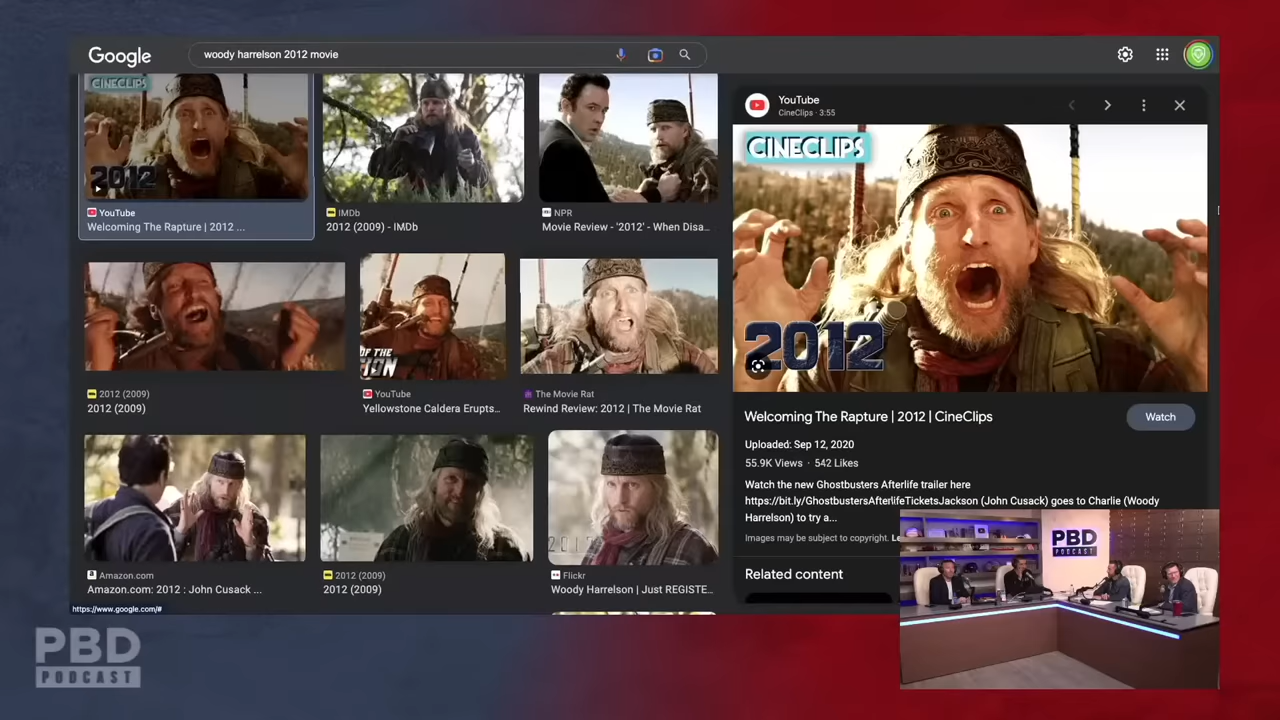 Google
woody harrelson 2012 movie
CINECLIPS
2012
YouTube
Welcoming The Rapture | 2012 ...
IMDb
2012 (2009) - IMDb
NPR
Movie Review - '2012' - When Disa...
2012 (2009)
2012 (2009)
OF THE
YouTube
Yellowstone Caldera Erupts...
The Movie Rat
Rewind Review: 2012 | The Movie Rat
Amazon.com
Amazon.com: 2012 : John Cusack ...
2012 (2009)
2012 (2009)
Flickr
Woody Harrelson | Just REGISTE...
https://www.google.com/#
YouTube
CineClips · 3:55
CINECLIPS
2012
Welcoming The Rapture | 2012 | CineClips
Watch
Uploaded: Sep 12, 2020
55.9K Views · 542 Likes
Watch the new Ghostbusters Afterlife trailer here
https://bit.ly/GhostbustersAfterlifeTicketsJackson (John Cusack) goes to Charlie (Woody
Harrelson) to try a...
Images may be subject to copyright. Le
Related content
PBD
PODCAST
PBD
PODCAST